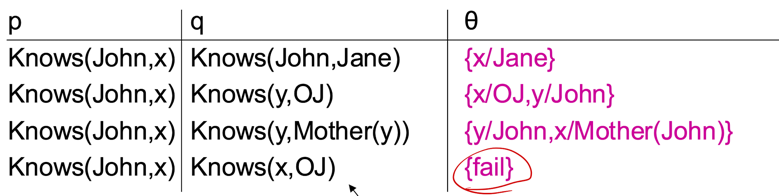 p q θ
Knows(John,x) Knows(John,Jane) {x/Jane}
Knows(John,x) Knows(y,OJ) {x/OJ,y/John}
Knows(John,x) Knows(y,Mother(y)) {y/John,x/Mother(John)}
Knows(John,x) Knows(x,OJ) {fail}